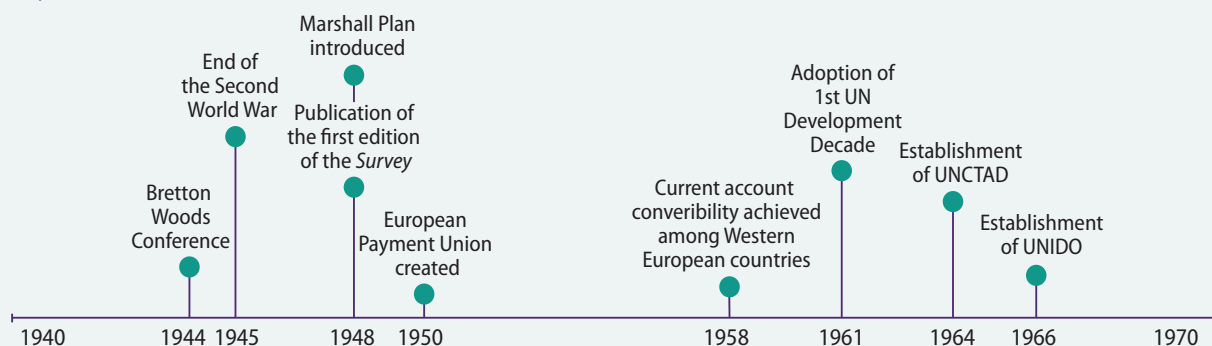 Marshall Plan
introduced
End of
the Second
World War
Publication of
the first edition
of the Survey
Bretton
Woods
Conference
European
Payment Union
created
Current account
converibility achieved
among Western
European countries
Adoption of
1st UN
Development
Decade
Establishment
of UNCTAD
Establishment
of UNIDO
1940 1944 1945 1948 1950 1958 1961 1964 1966 1970